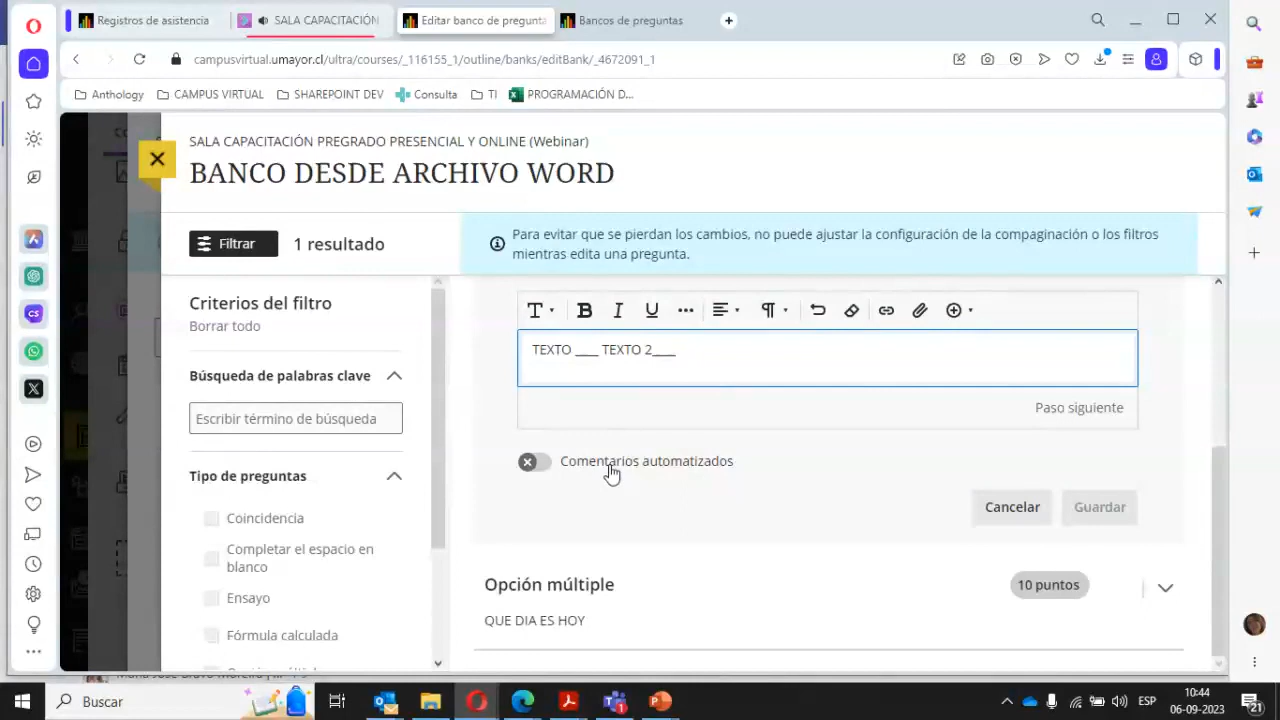 Registros de asistencia
SALA CAPACITACIÓN
Editar banco de pregunta
Bancos de preguntas
campusvirtual.umayor.cl/ultra/courses/_116155_1/outline/banks/editBank/_4672091_1
Anthology
CAMPUS VIRTUAL
SHAREPOINT DEV
Consulta
TI
PROGRAMACIÓN D...
SALA CAPACITACIÓN PREGRADO PRESENCIAL Y ONLINE (Webinar)
BANCO DESDE ARCHIVO WORD
Filtrar
1 resultado
Para evitar que se pierdan los cambios, no puede ajustar la configuración de la compaginación o los filtros
mientras edita una pregunta.
Criterios del filtro
Borrar todo
Búsqueda de palabras clave
Escribir término de búsqueda
Tipo de preguntas
Coincidencia
Completar el espacio en
blanco
Ensayo
Fórmula calculada
TEXTO ____ TEXTO 2____
Paso siguiente
Comentarios automatizados
Cancelar
Guardar
Opción múltiple
10 puntos
QUE DIA ES HOY
CS
Buscar
ESP
10:44
06-09-2023
21